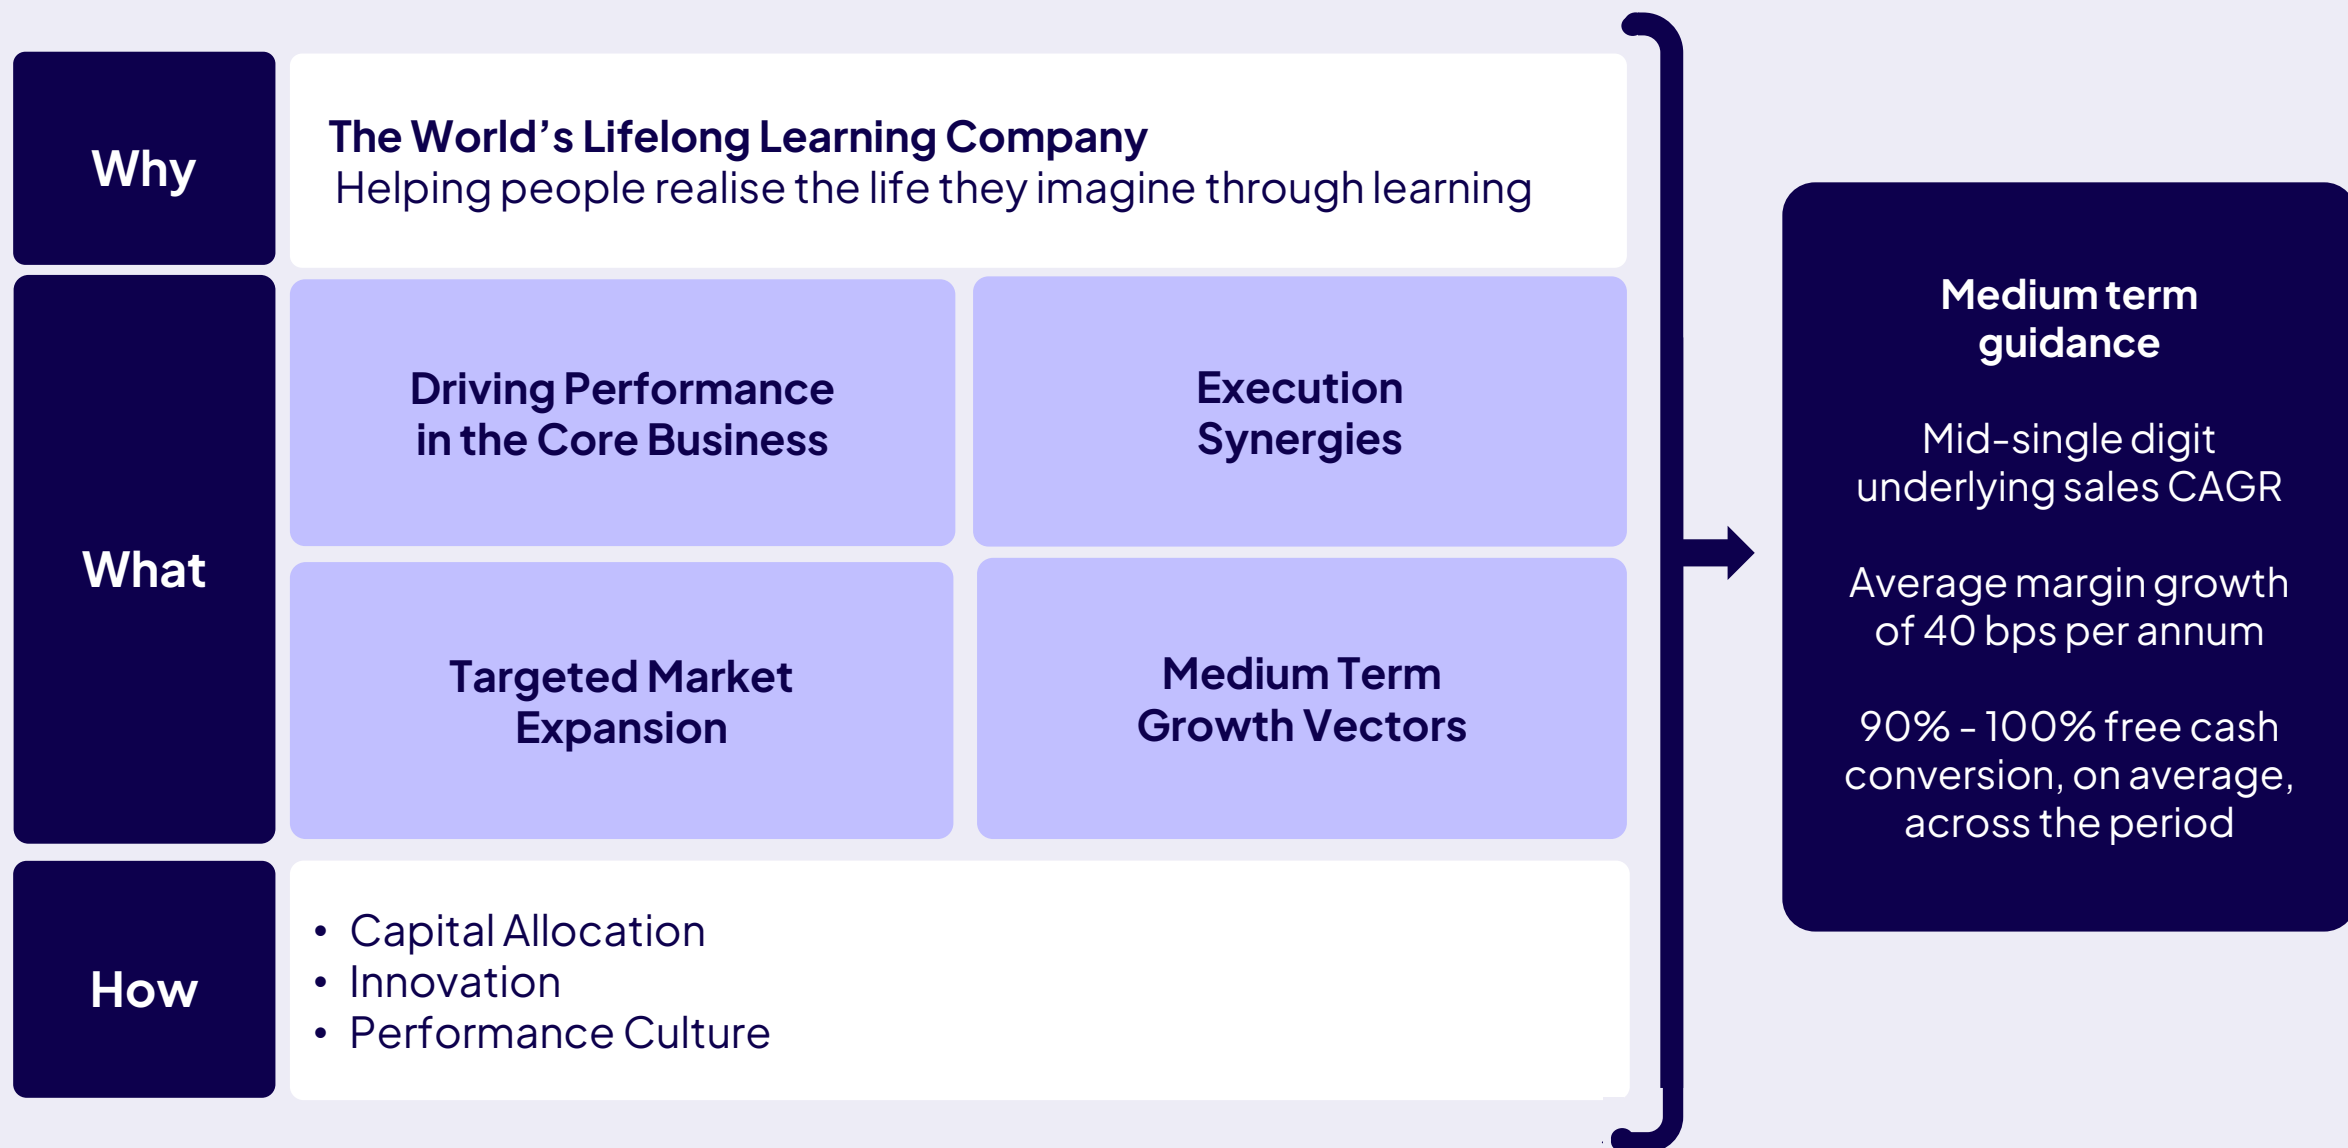 Why
The World’s Lifelong Learning Company
Helping people realise the life they imagine through learning
What
Driving Performance
in the Core Business
Execution
Synergies
Targeted Market
Expansion
Medium Term
Growth Vectors
How
• Capital Allocation
• Innovation
• Performance Culture
Medium term
guidance
Mid-single digit
underlying sales CAGR
Average margin growth
of 40 bps per annum
90% - 100% free cash
conversion, on average,
across the period